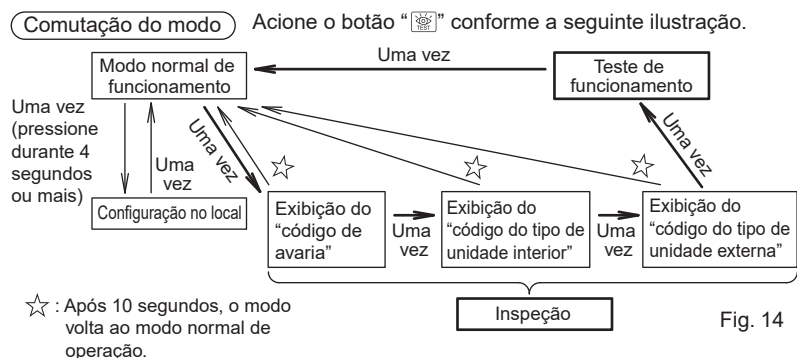 Comutação do modo
Acione o botão “TEST” conforme a seguinte ilustração.
Uma vez
Modo normal de
funcionamento
Teste de
funcionamento
Uma vez
(pressione
durante 4
segundos
ou mais)
Uma
vez
Uma vez
Uma vez
Configuração no local
Exibição do
“código de
avaria”
Uma
vez
Exibição do
“código do tipo de
unidade interior”
Uma
vez
Exibição do
“código do tipo de
unidade externa”
Inspeção
☆ : Após 10 segundos, o modo
volta ao modo normal de
operação.
Fig. 14